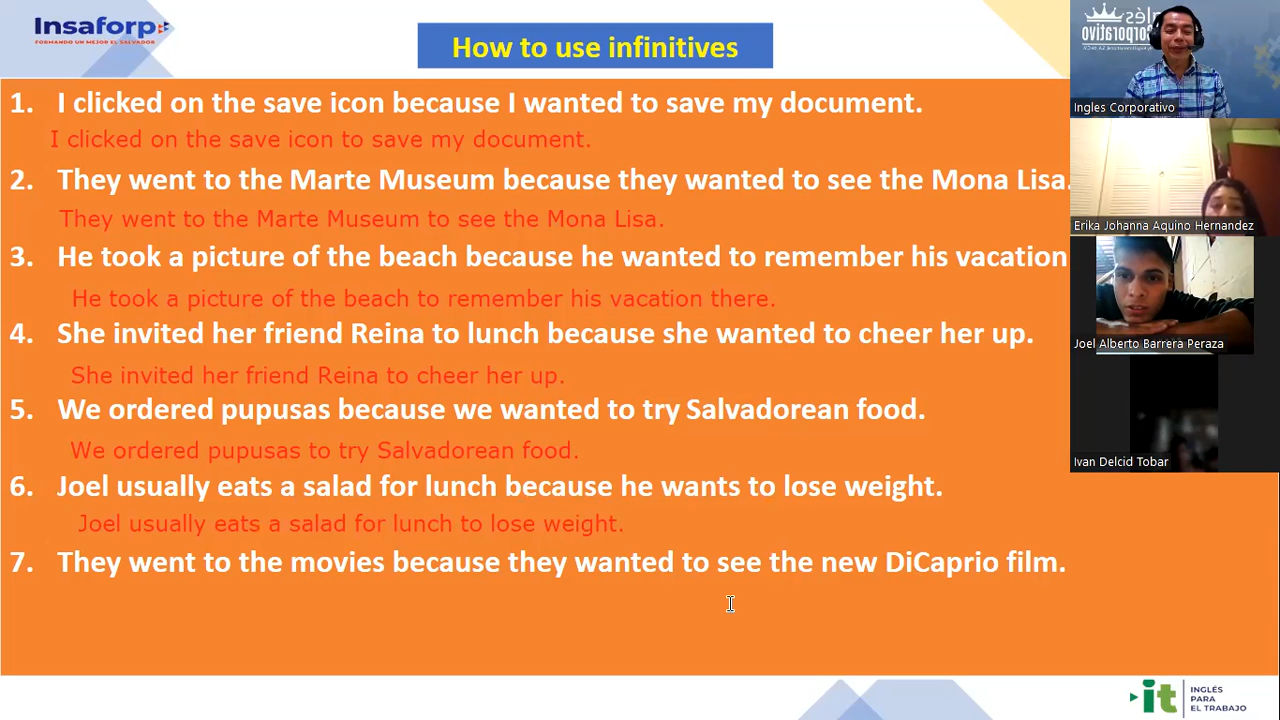 Insaforp
FORMANDO UN MEJOR EL SALVADOR
How to use infinitives
1. I clicked on the save icon because I wanted to save my document.
I clicked on the save icon to save my document.
2. They went to the Marte Museum because they wanted to see the Mona Lisa.
They went to the Marte Museum to see the Mona Lisa.
3. He took a picture of the beach because he wanted to remember his vacation
He took a picture of the beach to remember his vacation there.
4. She invited her friend Reina to lunch because she wanted to cheer her up.
She invited her friend Reina to cheer her up.
5. We ordered pupusas because we wanted to try Salvadorean food.
We ordered pupusas to try Salvadorean food.
6. Joel usually eats a salad for lunch because he wants to lose weight.
Joel usually eats a salad for lunch to lose weight.
7. They went to the movies because they wanted to see the new DiCaprio film.
Ingles Corporativo
Erika Johanna Aquino Hernandez
Joel Alberto Barrera Peraza
Ivan Delcid Tobar
it
INGLÉS
PARA
EL TRABAJO